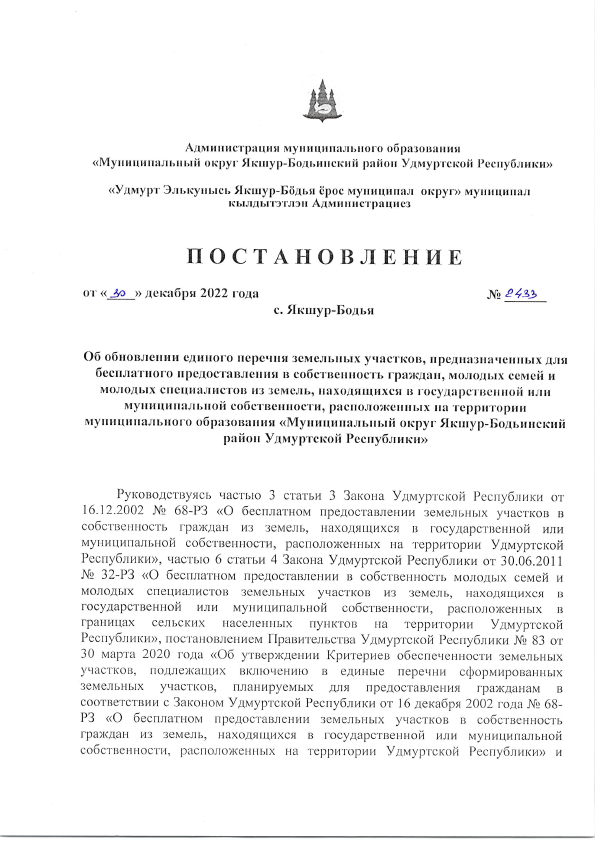 Администрация муниципального образования
«Муниципальный округ Якшур-Бодьинский район Удмуртской Республики»
«Удмурт Элькунысь Якшур-Бӧдья ёрос муниципал округ» муниципал
кылдытэтлэн Администрациез
ПОСТАНОВЛЕНИЕ
от «30» декабря 2022 года № 2433
с. Якшур-Бодья
Об обновлении единого перечня земельных участков, предназначенных для
бесплатного предоставления в собственность граждан, молодых семей и
молодых специалистов из земель, находящихся в государственной или
муниципальной собственности, расположенных на территории
муниципального образования «Муниципальный округ Якшур-Бодьинский
район Удмуртской Республики»
Руководствуясь частью 3 статьи 3 Закона Удмуртской Республики от
16.12.2002 № 68-РЗ «О бесплатном предоставлении земельных участков в
собственность граждан из земель, находящихся в государственной или
муниципальной собственности, расположенных на территории Удмуртской
Республики», частью 6 статьи 4 Закона Удмуртской Республики от 30.06.2011
№ 32-РЗ «О бесплатном предоставлении в собственность молодых семей и
молодых специалистов земельных участков из земель, находящихся в
государственной или муниципальной собственности, расположенных в
границах сельских населенных пунктов на территории Удмуртской
Республики», постановлением Правительства Удмуртской Республики № 83 от
30 марта 2020 года «Об утверждении Критериев обеспеченности земельных
участков, подлежащих включению в единые перечни сформированных
земельных участков, планируемых для предоставления гражданам в
соответствии с Законом Удмуртской Республики от 16 декабря 2002 года № 68-
РЗ «О бесплатном предоставлении земельных участков в собственность
граждан из земель, находящихся в государственной или муниципальной
собственности, расположенных на территории Удмуртской Республики» и